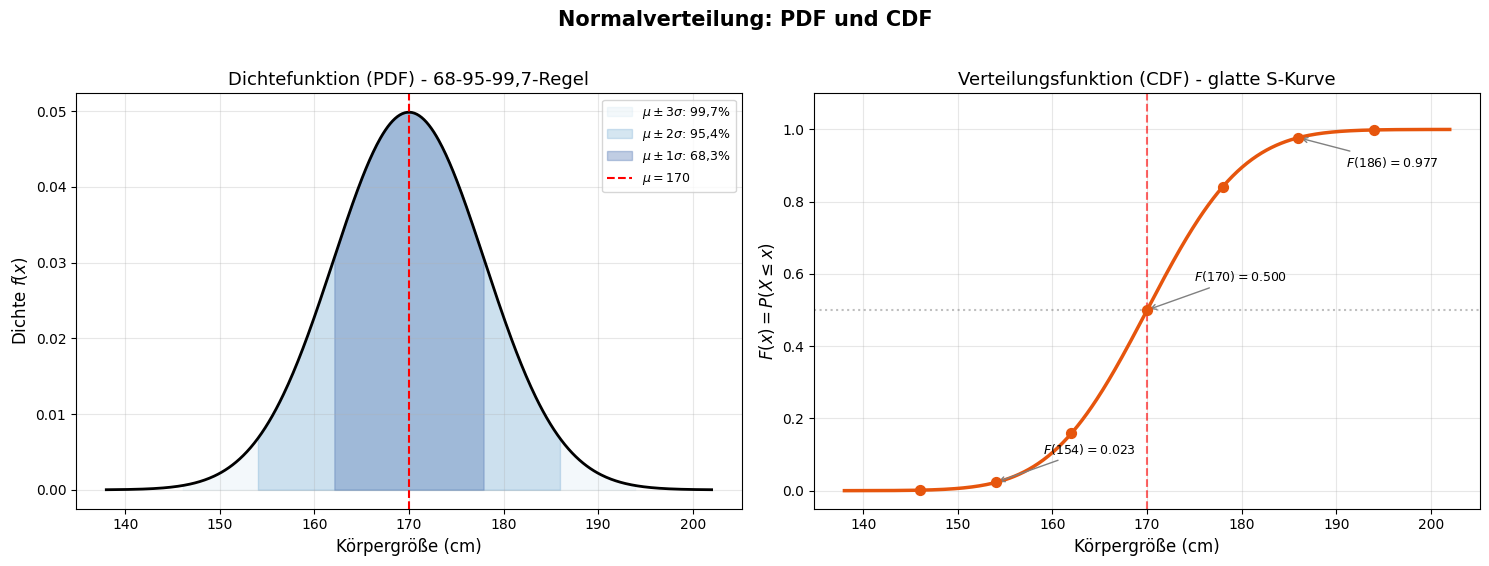 Normalverteilung: PDF und CDF
Dichtefunktion (PDF) - 68-95-99,7-Regel
Dichte f(x)
0.05
0.04
0.03
0.02
0.01
0.00
μ ± 3σ: 99,7%
μ ± 2σ: 95,4%
μ ± 1σ: 68,3%
μ = 170
140 150 160 170 180 190 200
Körpergröße (cm)
Verteilungsfunktion (CDF) - glatte S-Kurve
F(x) = P(X ≤ x)
1.0
0.8
0.6
0.4
0.2
0.0
F(186) = 0.977
F(170) = 0.500
F(154) = 0.023
140 150 160 170 180 190 200
Körpergröße (cm)